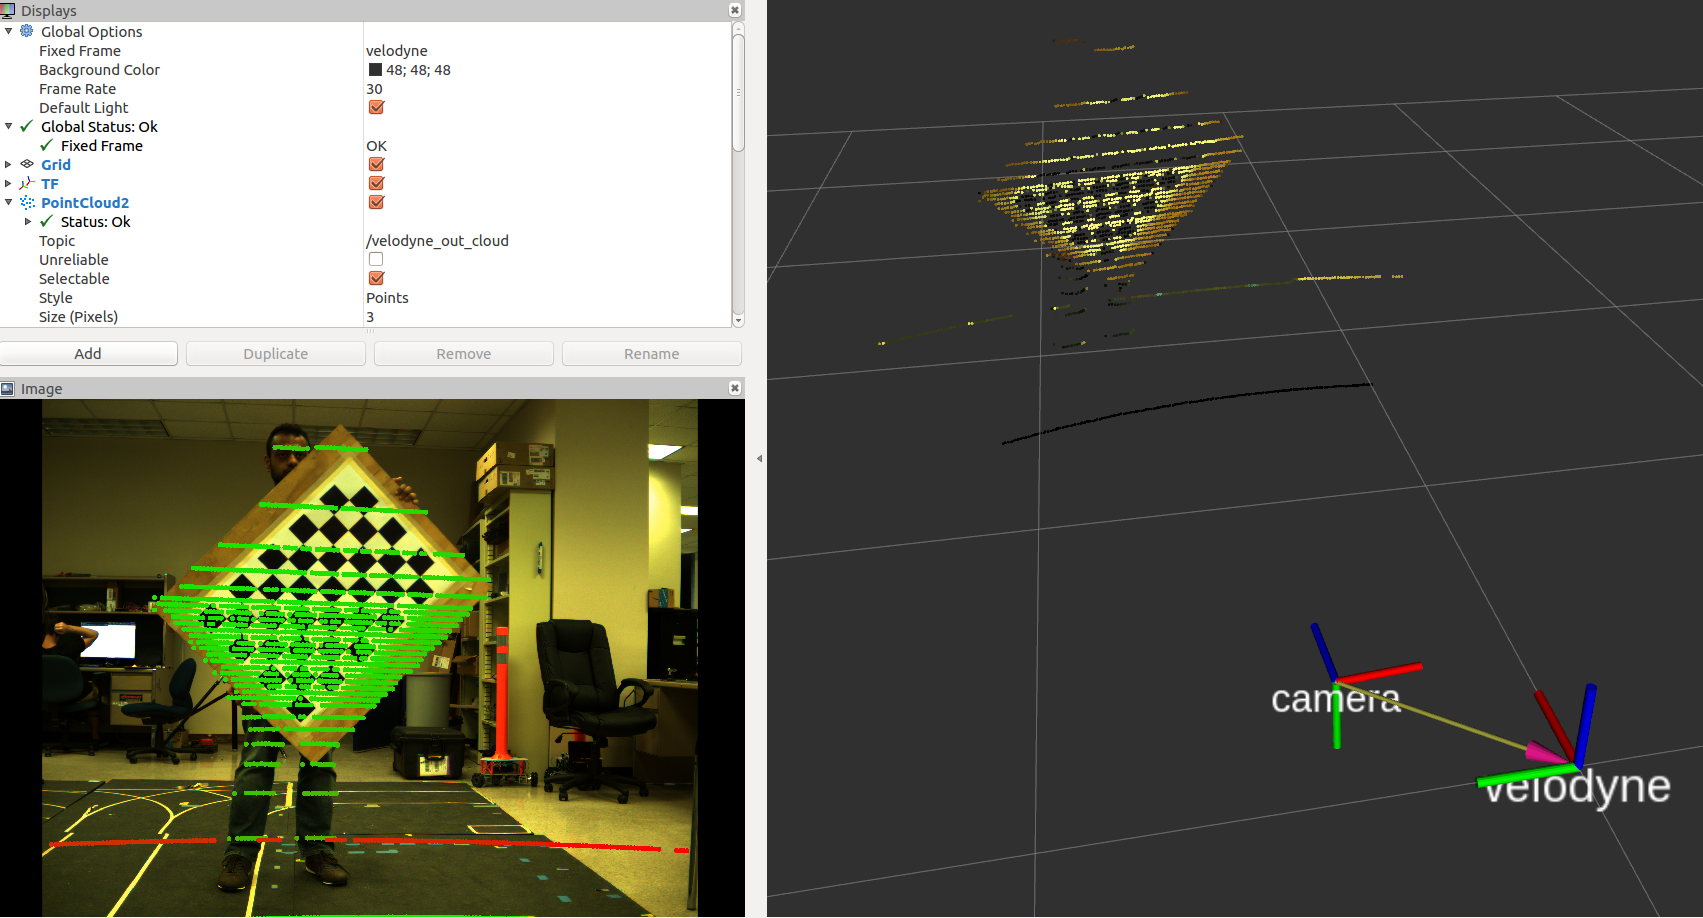 Displays
Global Options
Fixed Frame velodyne
Background Color 48; 48; 48
Frame Rate 30
Default Light
Global Status: Ok
Fixed Frame OK
Grid
TF
PointCloud2
Status: Ok
Topic /velodyne_out_cloud
Unreliable
Selectable
Style Points
Size (Pixels) 3
Add Duplicate Remove Rename
Image
camera
velodyne